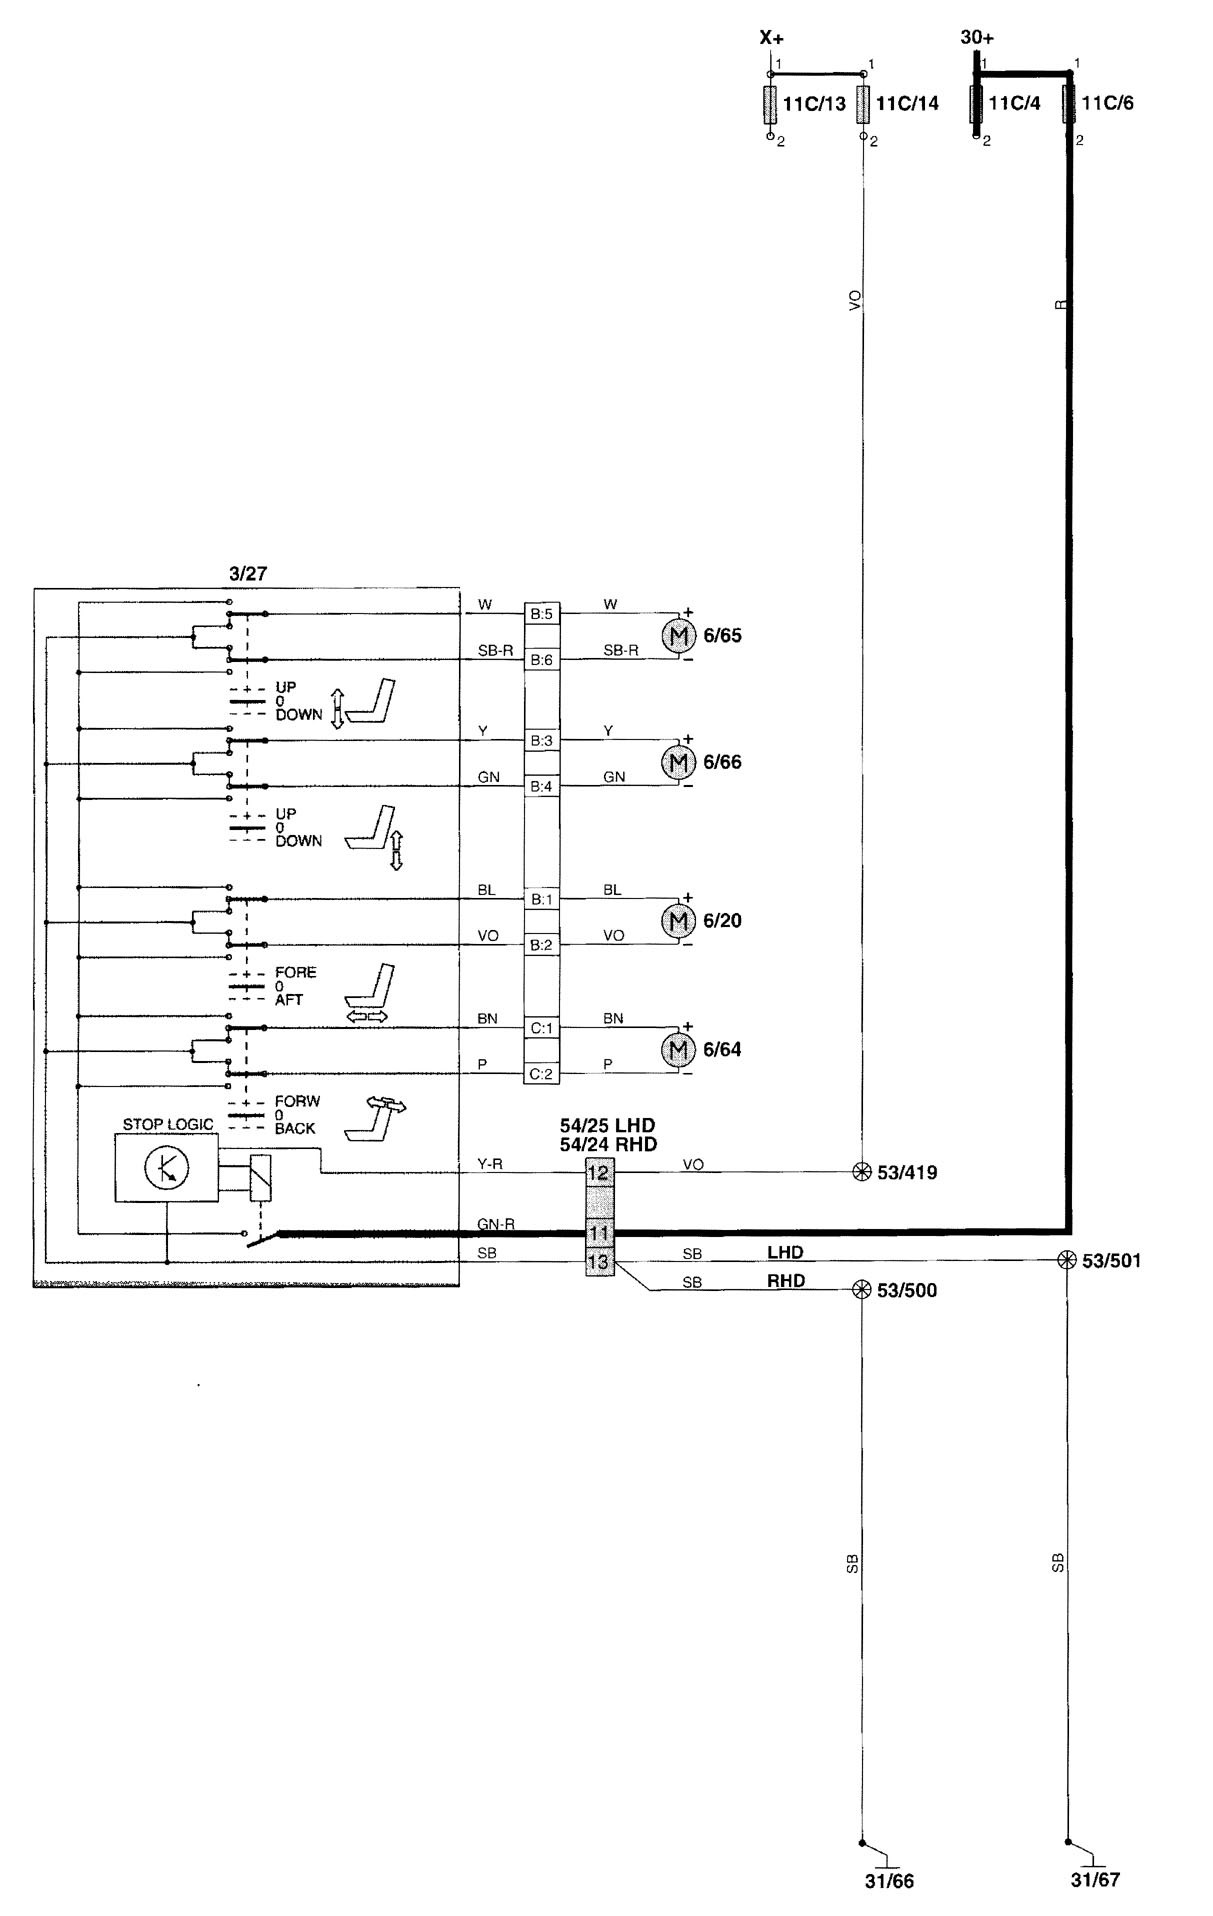 X+ 30+
1 1 1 1
11C/13 11C/14 11C/4 11C/6
2 2 2 2
VO R
3/27
W B:5 W +
M 6/65
SB-R B:6 SB-R –
UP
0
DOWN
Y B:3 Y +
M 6/66
GN B:4 GN –
UP
0
DOWN
BL B:1 BL +
M 6/20
VO B:2 VO –
FORE
0
AFT
BN C:1 BN +
M 6/64
P C:2 P –
FORW
0
BACK
STOP LOGIC
54/25 LHD
54/24 RHD
Y-R 12 VO 53/419
GN-R 11
SB 13 SB LHD 53/501
SB RHD 53/500
SB SB
31/66 31/67